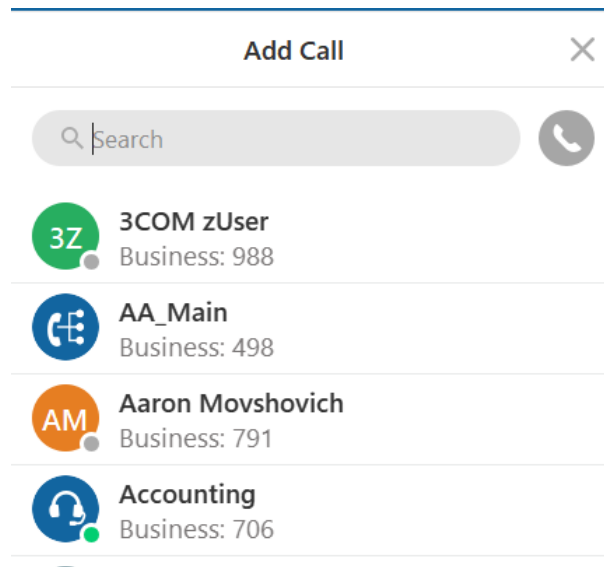 Add Call
Search
3Z
3COM zUser
Business: 988
AA_Main
Business: 498
AM
Aaron Movshovich
Business: 791
Accounting
Business: 706